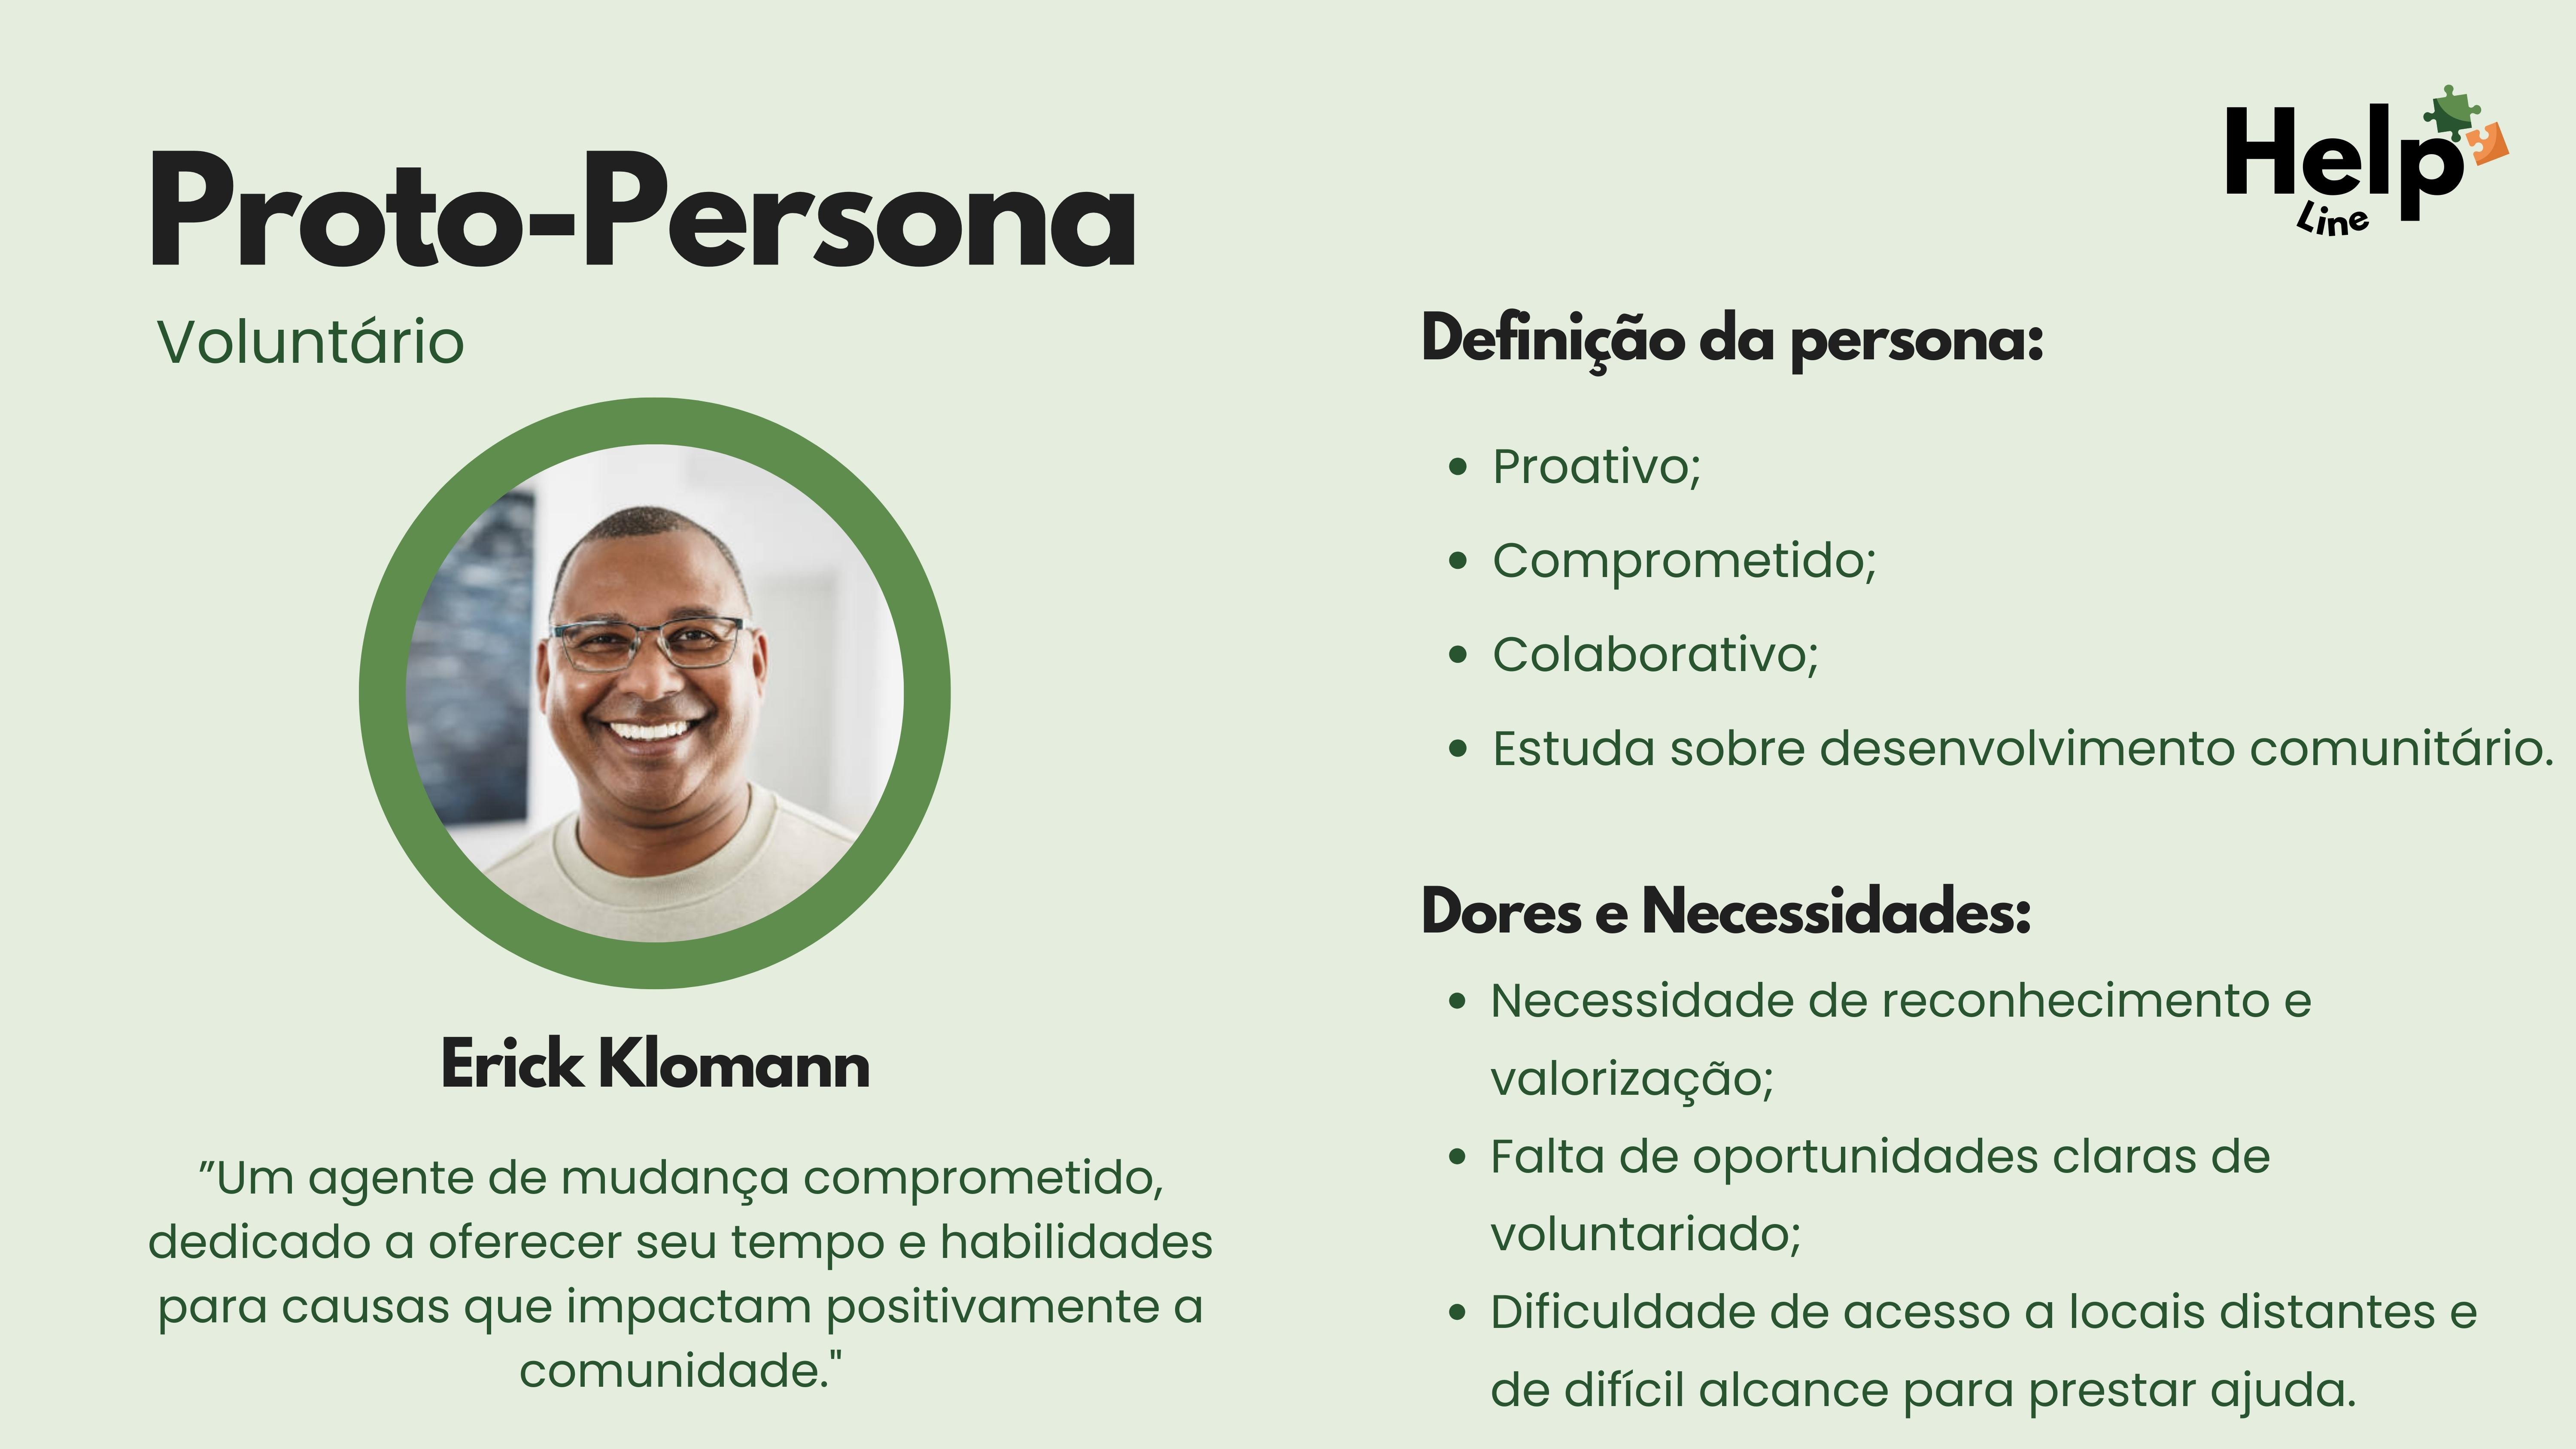 Proto-Persona
Voluntário
Erick Klomann
”Um agente de mudança comprometido,
dedicado a oferecer seu tempo e habilidades
para causas que impactam positivamente a
comunidade."
Help
Line
Definição da persona:
Proativo;
Comprometido;
Colaborativo;
Estuda sobre desenvolvimento comunitário.
Dores e Necessidades:
Necessidade de reconhecimento e
valorização;
Falta de oportunidades claras de
voluntariado;
Dificuldade de acesso a locais distantes e
de difícil alcance para prestar ajuda.